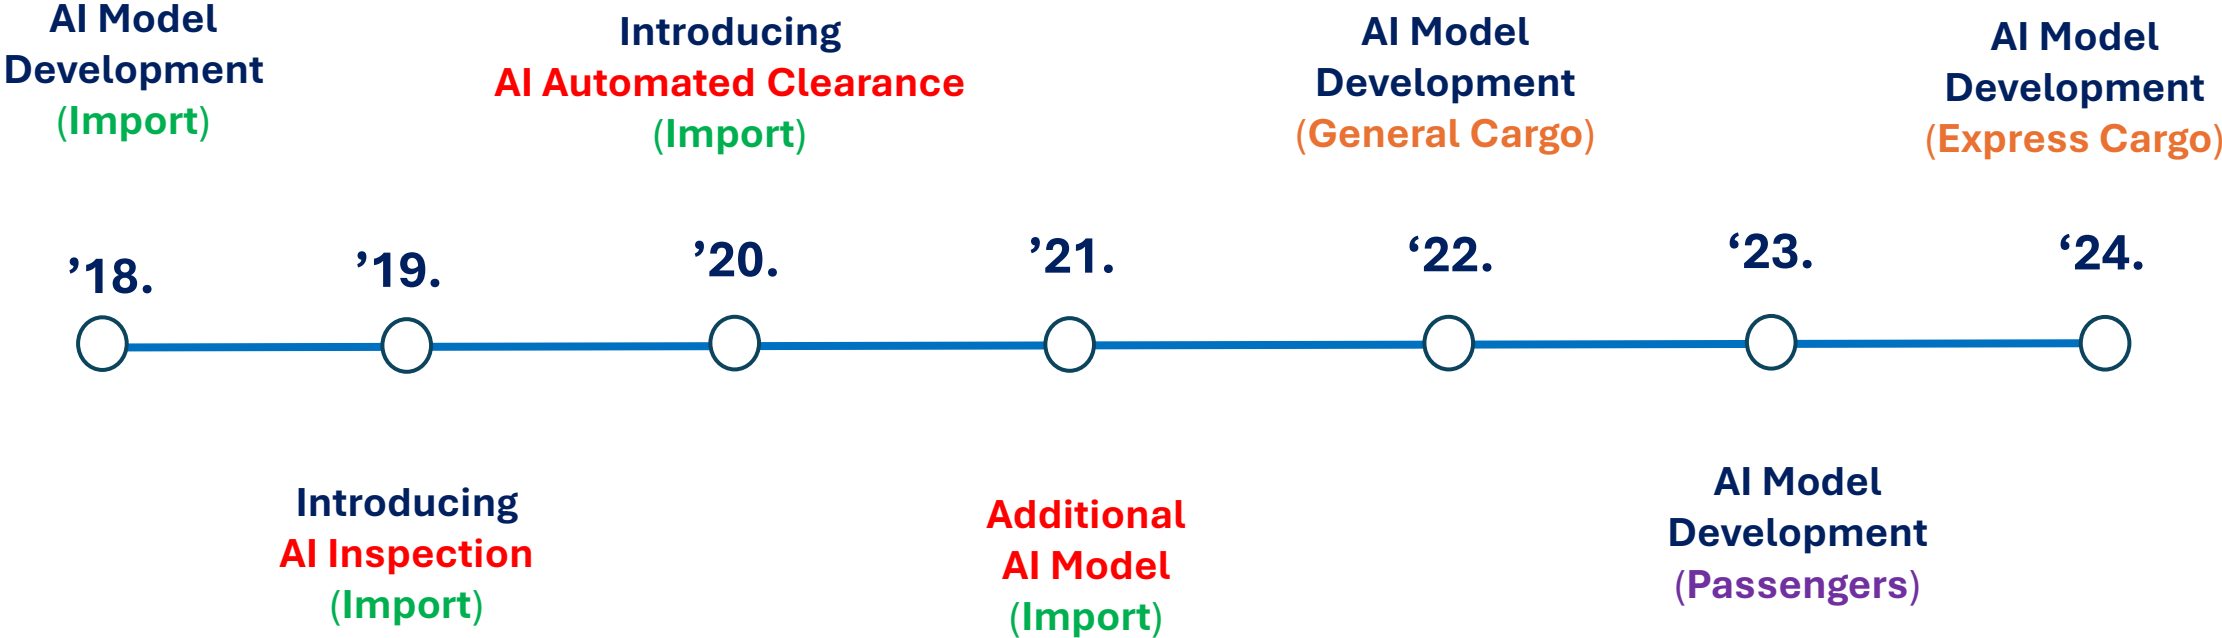 AI Model
Development
(Import)
Introducing
AI Automated Clearance
(Import)
AI Model
Development
(General Cargo)
AI Model
Development
(Express Cargo)
’18.
’19.
’20.
’21.
‘22.
‘23.
‘24.
Introducing
AI Inspection
(Import)
Additional
AI Model
(Import)
AI Model
Development
(Passengers)